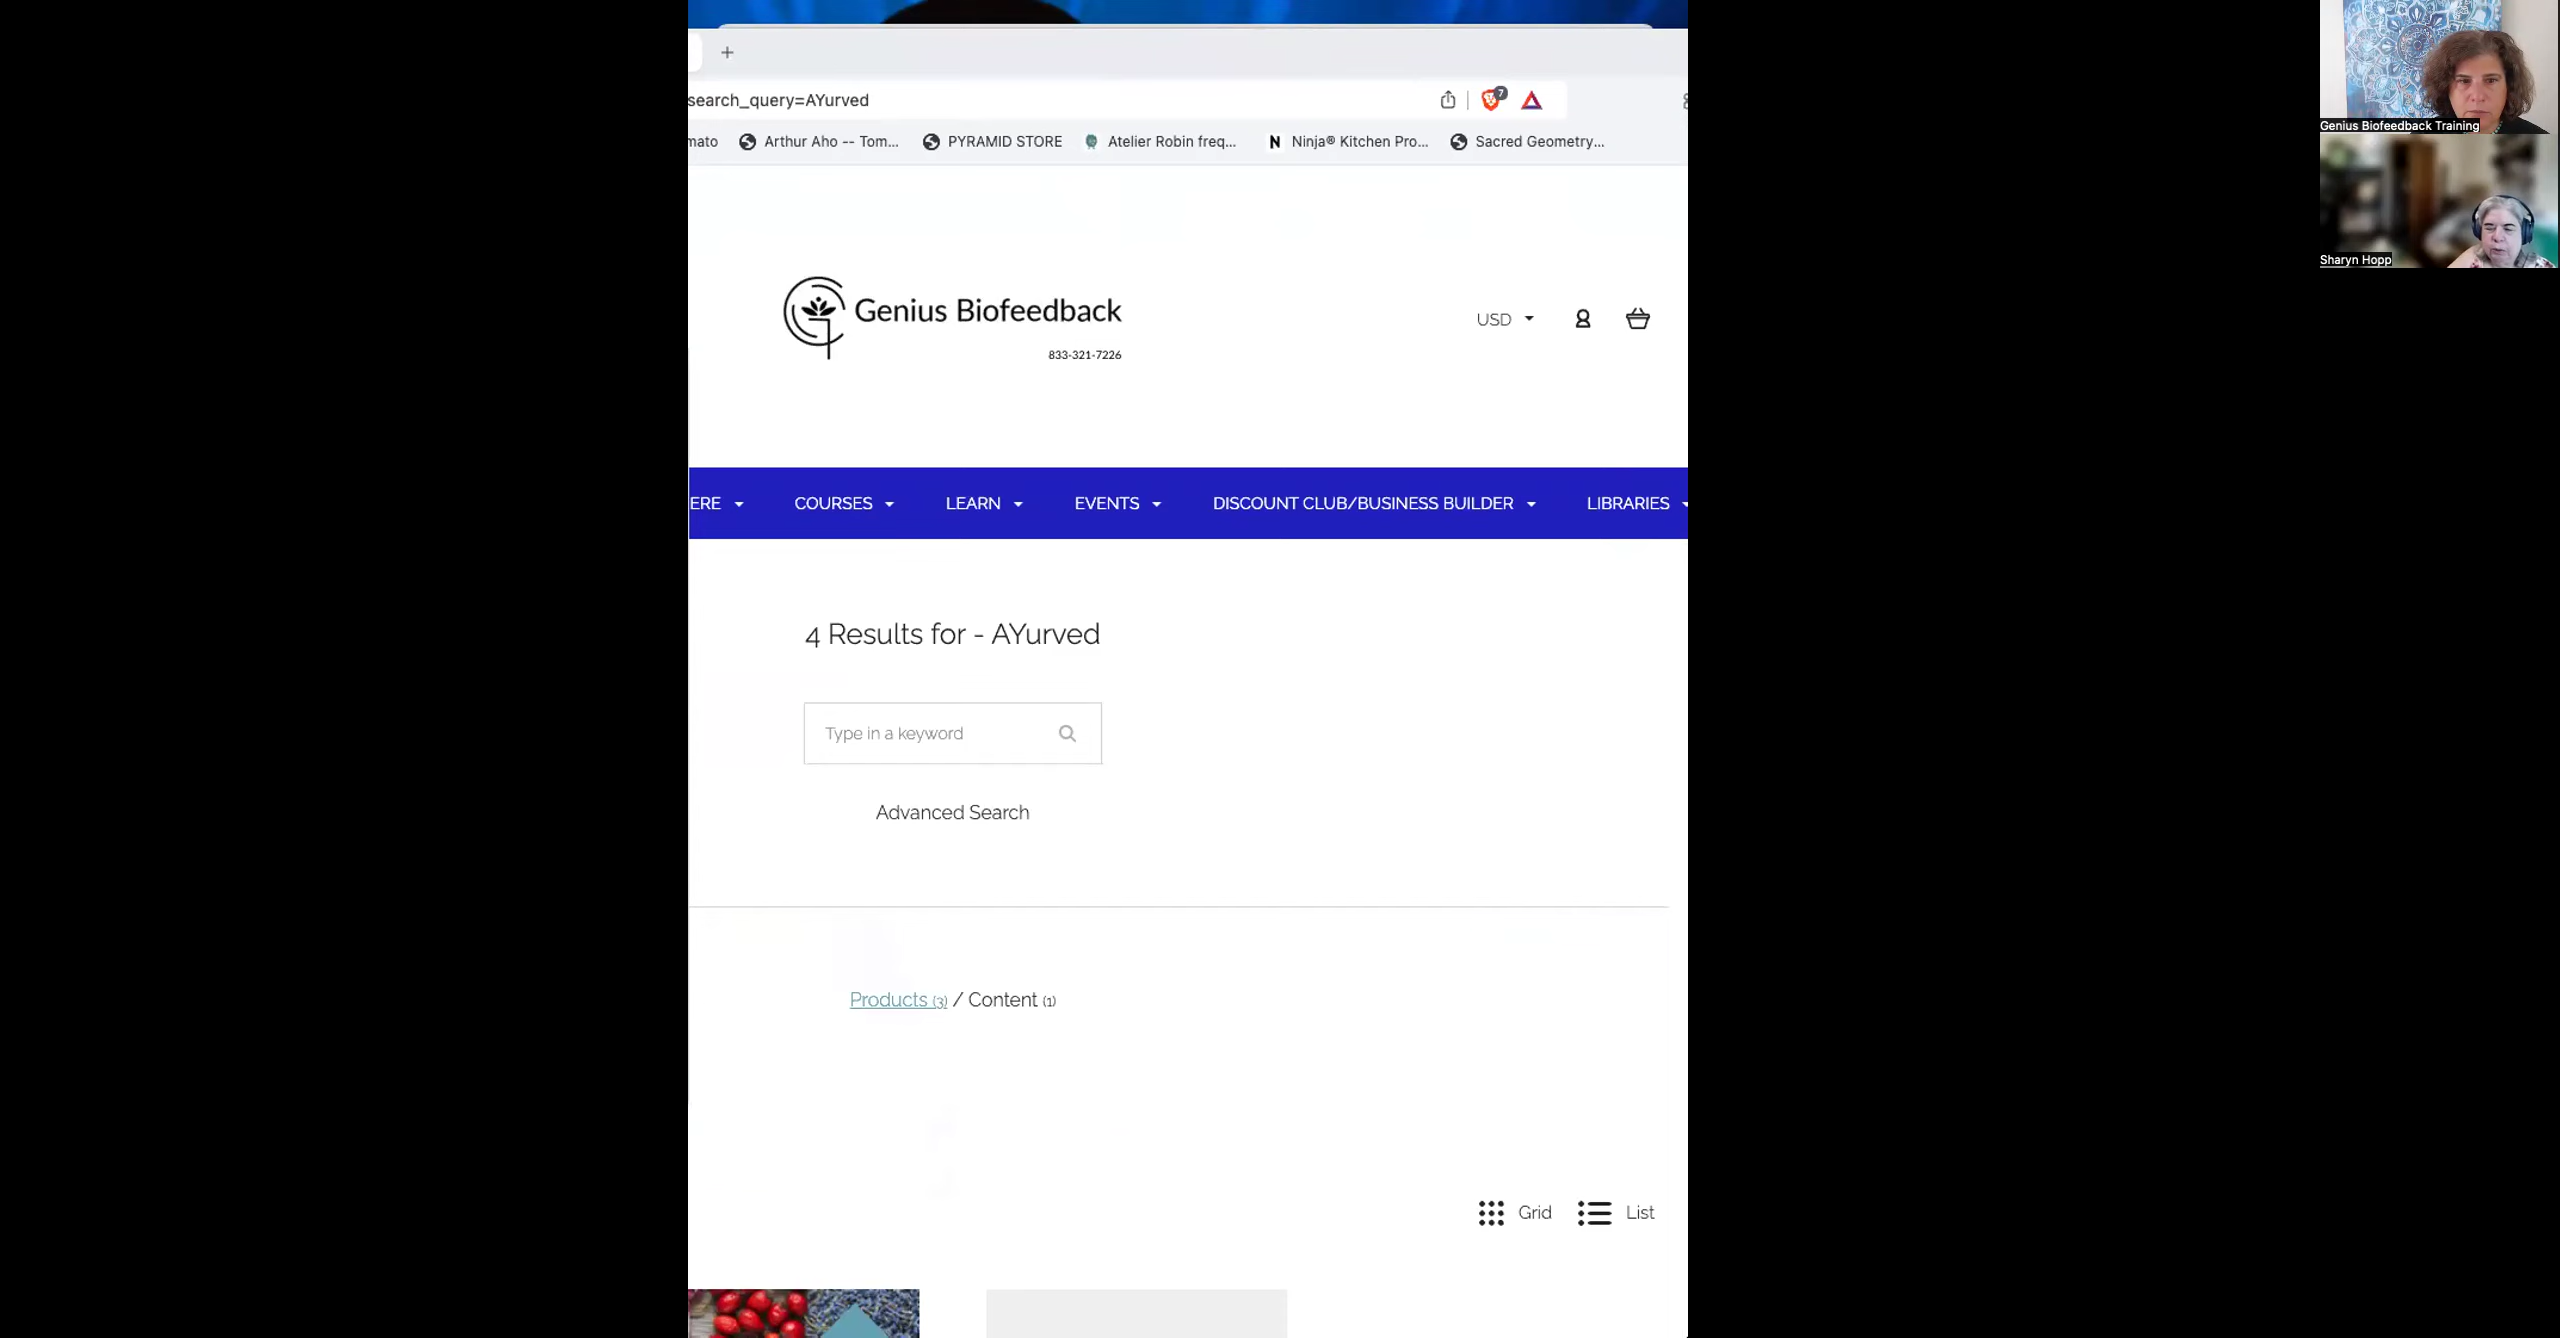 search_query=AYurved
7
mato
Arthur Aho -- Tom...
PYRAMID STORE
Atelier Robin freq...
N
Ninja® Kitchen Pro...
Sacred Geometry...
Genius Biofeedback
833-321-7226
USD
ERE
COURSES
LEARN
EVENTS
DISCOUNT CLUB/BUSINESS BUILDER
LIBRARIES
4 Results for - AYurved
Type in a keyword
Advanced Search
Products (3) / Content (1)
Grid
List
Genius Biofeedback Training
Sharyn Hopp